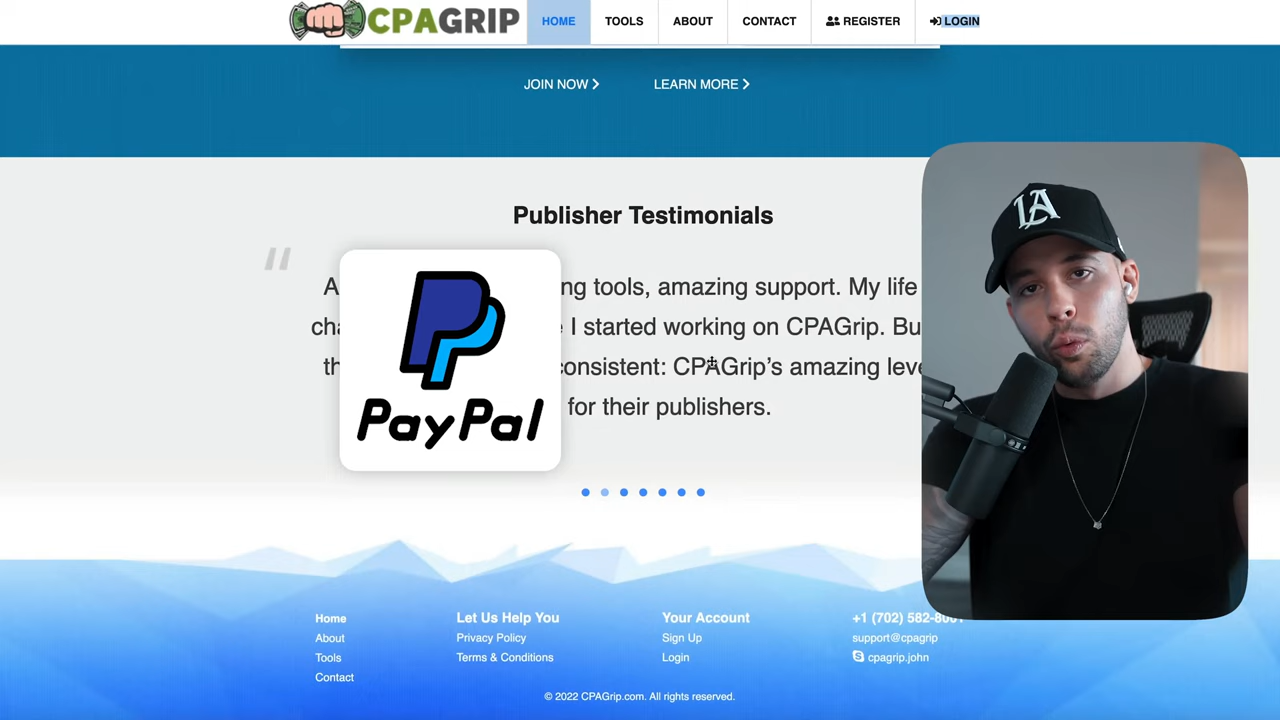 CPAGRIP
HOME TOOLS ABOUT CONTACT REGISTER LOGIN
JOIN NOW LEARN MORE
Publisher Testimonials
ng tools, amazing support. My life
I started working on CPAGrip.
consistent: CPAGrip's amazing
for their publishers.
PayPal
LA
Home
About
Tools
Contact
Let Us Help You
Privacy Policy
Terms & Conditions
Your Account
Sign Up
Login
+1 (702) 582-
support@cpagrip
cpagrip.john
© 2022 CPAGrip.com. All rights reserved.